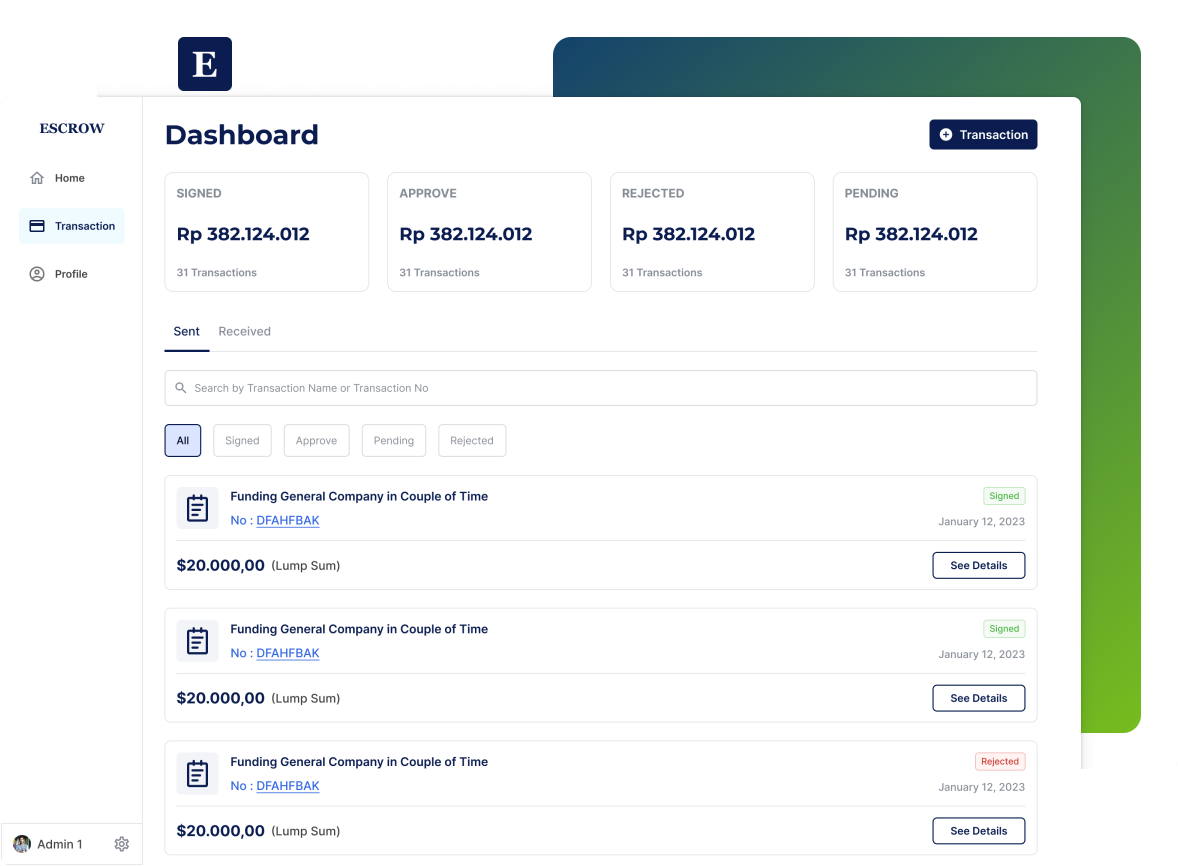 E
ESCROW
Home
Transaction
Profile
Admin 1
Dashboard
Transaction
SIGNED
Rp 382.124.012
31 Transactions
APPROVE
Rp 382.124.012
31 Transactions
REJECTED
Rp 382.124.012
31 Transactions
PENDING
Rp 382.124.012
31 Transactions
Sent Received
Search by Transaction Name or Transaction No
All Signed Approve Pending Rejected
Funding General Company in Couple of Time Signed
No : DFAHFBAK January 12, 2023
$20.000,00 (Lump Sum) See Details
Funding General Company in Couple of Time Signed
No : DFAHFBAK January 12, 2023
$20.000,00 (Lump Sum) See Details
Funding General Company in Couple of Time Rejected
No : DFAHFBAK January 12, 2023
$20.000,00 (Lump Sum) See Details